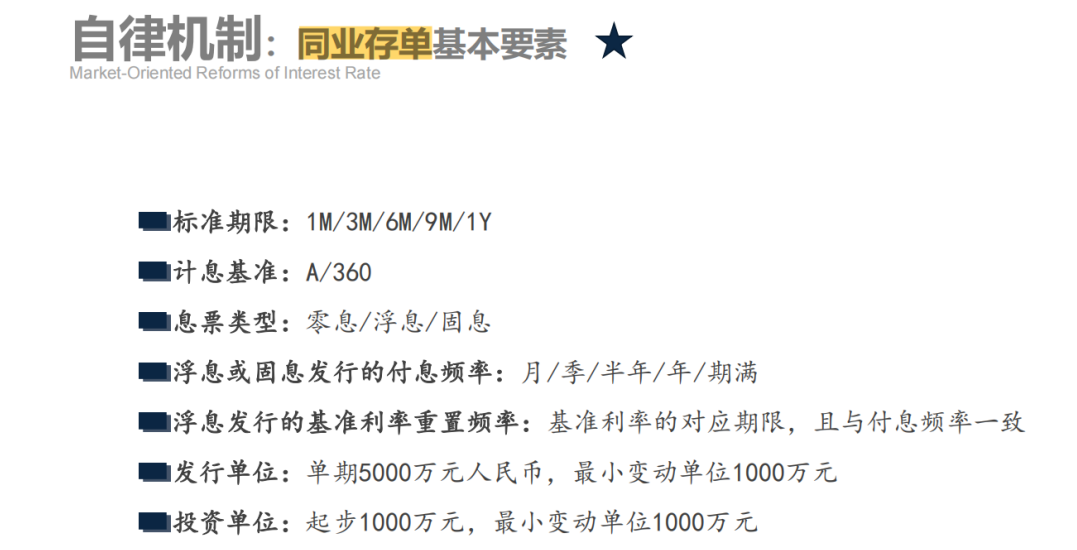 自律机制：同业存单基本要素
Market-Oriented Reforms of Interest Rate
标准期限：1M/3M/6M/9M/1Y
计息基准：A/360
息票类型：零息/浮息/固息
浮息或固息发行的付息频率：月/季/半年/年/期满
浮息发行的基准利率重置频率：基准利率的对应期限，且与付息频率一致
发行单位：单期5000万元人民币，最小变动单位1000万元
投资单位：起步1000万元，最小变动单位1000万元